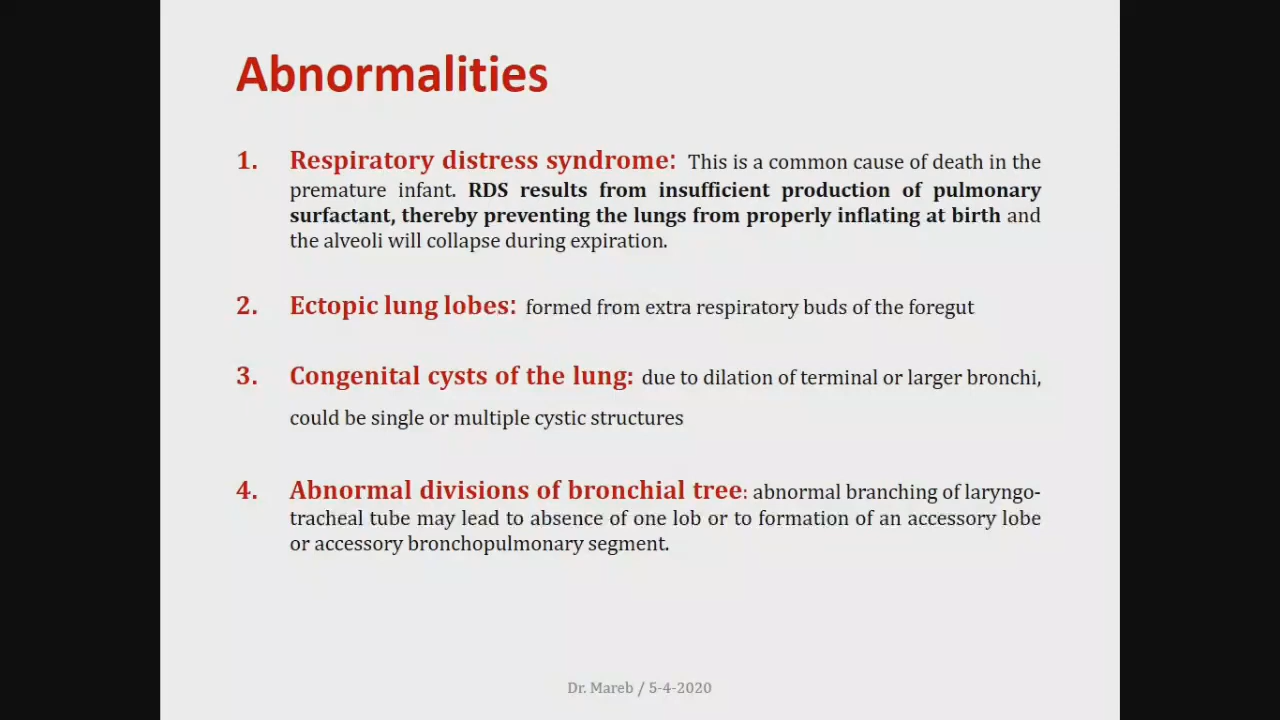 Abnormalities
1. Respiratory distress syndrome: This is a common cause of death in the
premature infant. RDS results from insufficient production of pulmonary
surfactant, thereby preventing the lungs from properly inflating at birth and
the alveoli will collapse during expiration.
2. Ectopic lung lobes: formed from extra respiratory buds of the foregut
3. Congenital cysts of the lung: due to dilation of terminal or larger bronchi,
could be single or multiple cystic structures
4. Abnormal divisions of bronchial tree: abnormal branching of laryngo-
tracheal tube may lead to absence of one lob or to formation of an accessory lobe
or accessory bronchopulmonary segment.
Dr. Mareb / 5-4-2020